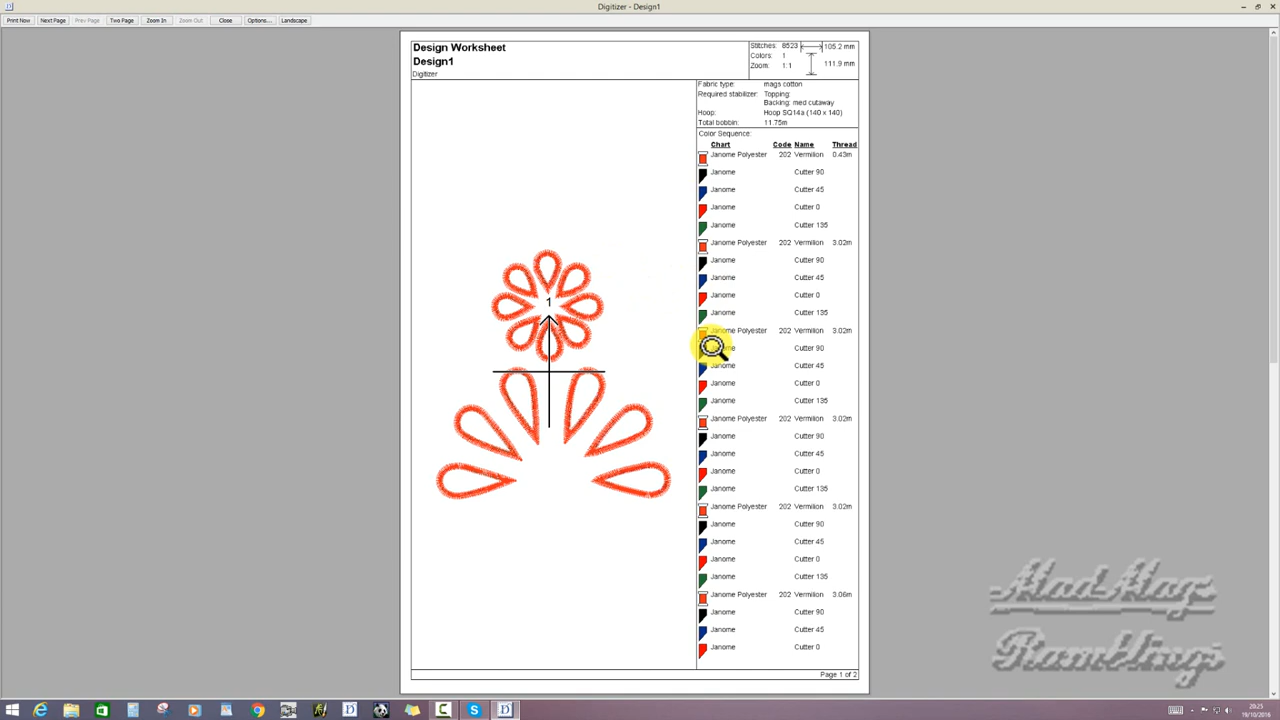 Digitizer - Design1
Print Now Next Page Prev Page Two Page Zoom In Zoom Out Close Options... Landscape
Design Worksheet
Design1
Digitizer
Stitches: 8523 105.2 mm
Colors: 1
Zoom: 1:1 111.9 mm
Fabric type: mags cotton
Required stabilizer: Topping:
Backing: med cutaway
Hoop: Hoop SQ14a (140 x 140)
Total bobbin: 11.75m
Color Sequence:
Chart Code Name Thread
Janome Polyester 202 Vermilion 0.43m
Janome Cutter 90
Janome Cutter 45
Janome Cutter 0
Janome Cutter 135
Janome Polyester 202 Vermilion 3.02m
Janome Cutter 90
Janome Cutter 45
Janome Cutter 0
Janome Cutter 135
Janome Polyester 202 Vermilion 3.02m
Cutter 90
Janome Cutter 45
Janome Cutter 0
Janome Cutter 135
Janome Polyester 202 Vermilion 3.02m
Janome Cutter 90
Janome Cutter 45
Janome Cutter 0
Janome Cutter 135
Janome Polyester 202 Vermilion 3.02m
Janome Cutter 90
Janome Cutter 45
Janome Cutter 0
Janome Cutter 135
Janome Polyester 202 Vermilion 3.06m
Janome Cutter 90
Janome Cutter 45
Janome Cutter 0
1
Page 1 of 2
MadMags
Ramblings
20:25
19/10/2016